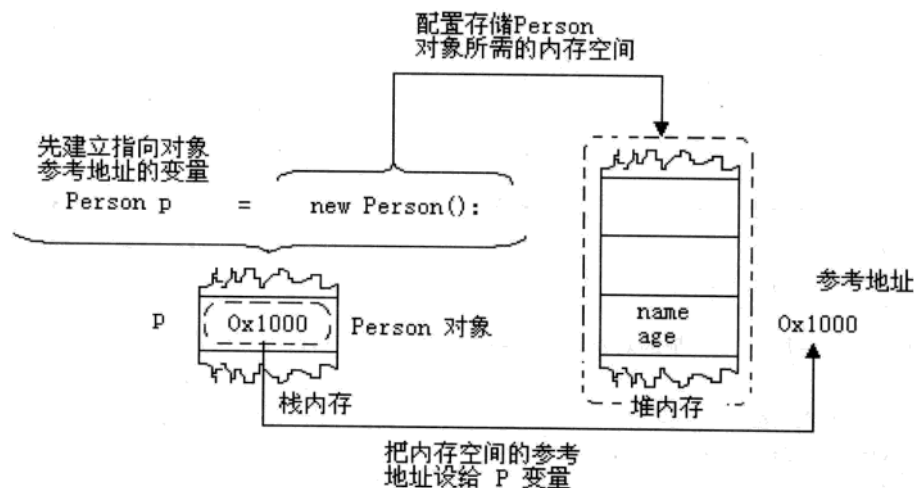 配置存储Person
对象所需的内存空间
先建立指向对象
参考地址的变量
Person p = new Person():
p
0x1000
Person 对象
栈内存
name
age
堆内存
参考地址
0x1000
把内存空间的参考
地址设给 P 变量